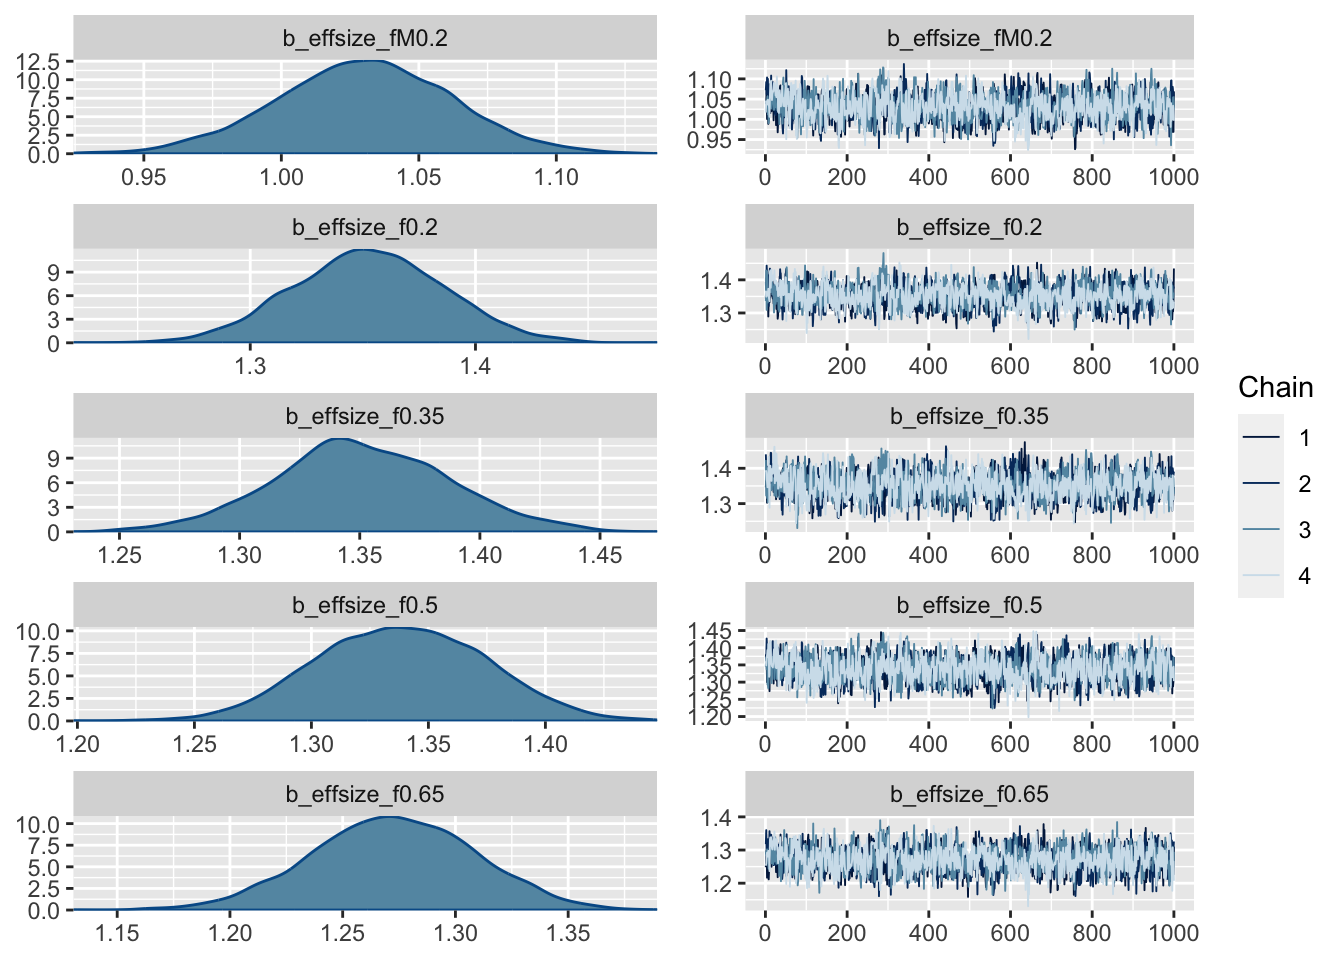 b_effsize_fM0.2
12.5
10.0
7.5
5.0
2.5
0.0
0.95 1.00 1.05 1.10
b_effsize_fM0.2
1.10
1.05
1.00
0.95
0 200 400 600 800 1000
b_effsize_f0.2
9
6
3
0
1.3 1.4
b_effsize_f0.2
1.4
1.3
0 200 400 600 800 1000
b_effsize_f0.35
9
6
3
0
1.25 1.30 1.35 1.40 1.45
b_effsize_f0.35
1.4
1.3
0 200 400 600 800 1000
b_effsize_f0.5
10.0
7.5
5.0
2.5
0.0
1.20 1.25 1.30 1.35 1.40
b_effsize_f0.5
1.45
1.40
1.35
1.30
1.25
1.20
0 200 400 600 800 1000
b_effsize_f0.65
10.0
7.5
5.0
2.5
0.0
1.15 1.20 1.25 1.30 1.35
b_effsize_f0.65
1.4
1.3
1.2
0 200 400 600 800 1000
Chain
1
2
3
4